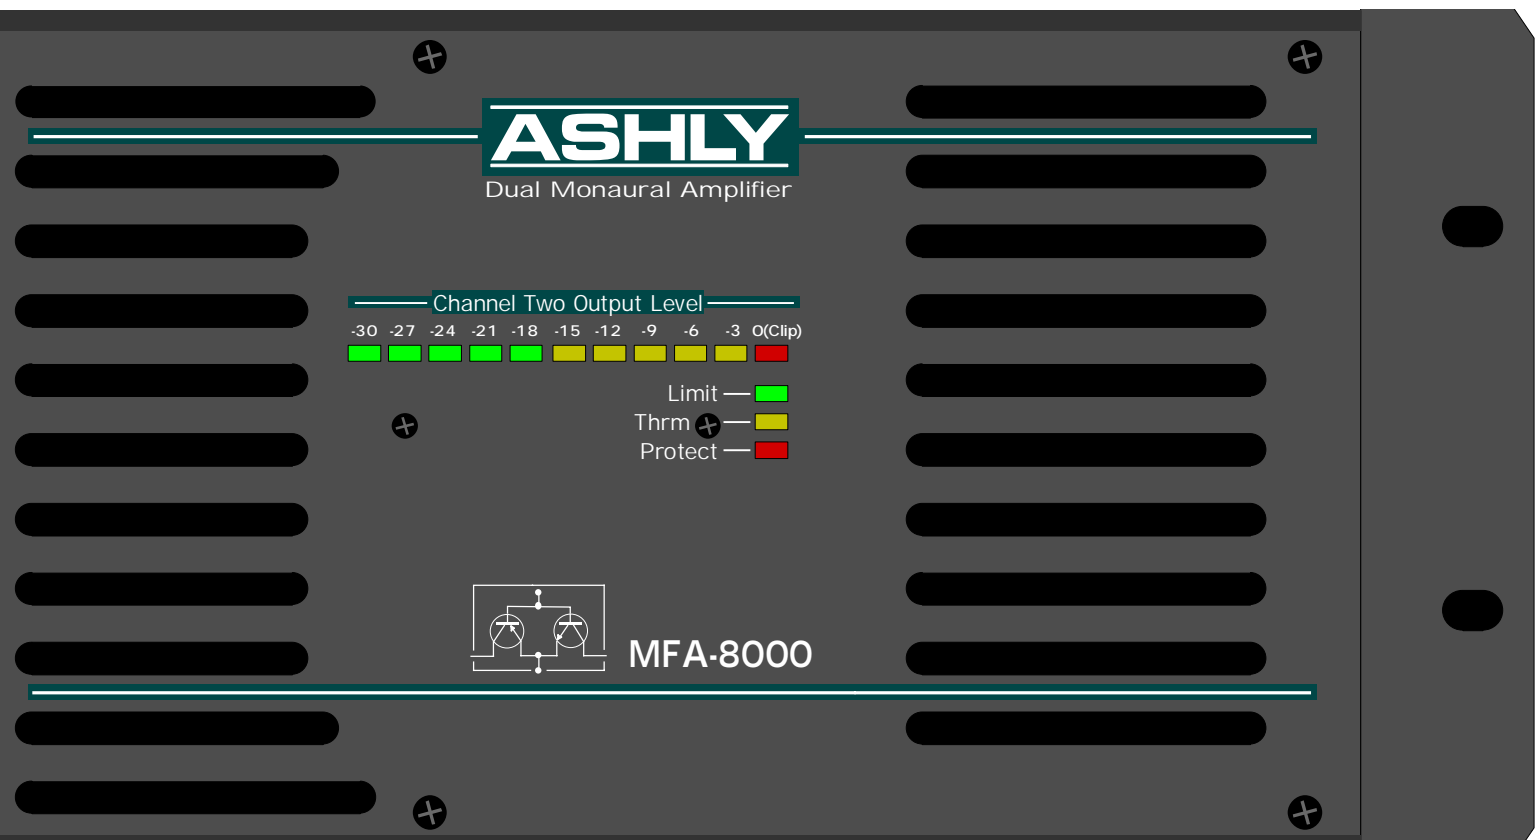 ASHLY
Dual Monaural Amplifier
Channel Two Output Level
-30 -27 -24 -21 -18 -15 -12 -9 -6 -3 0(Clip)
Limit
Thrm
Protect
MFA-8000